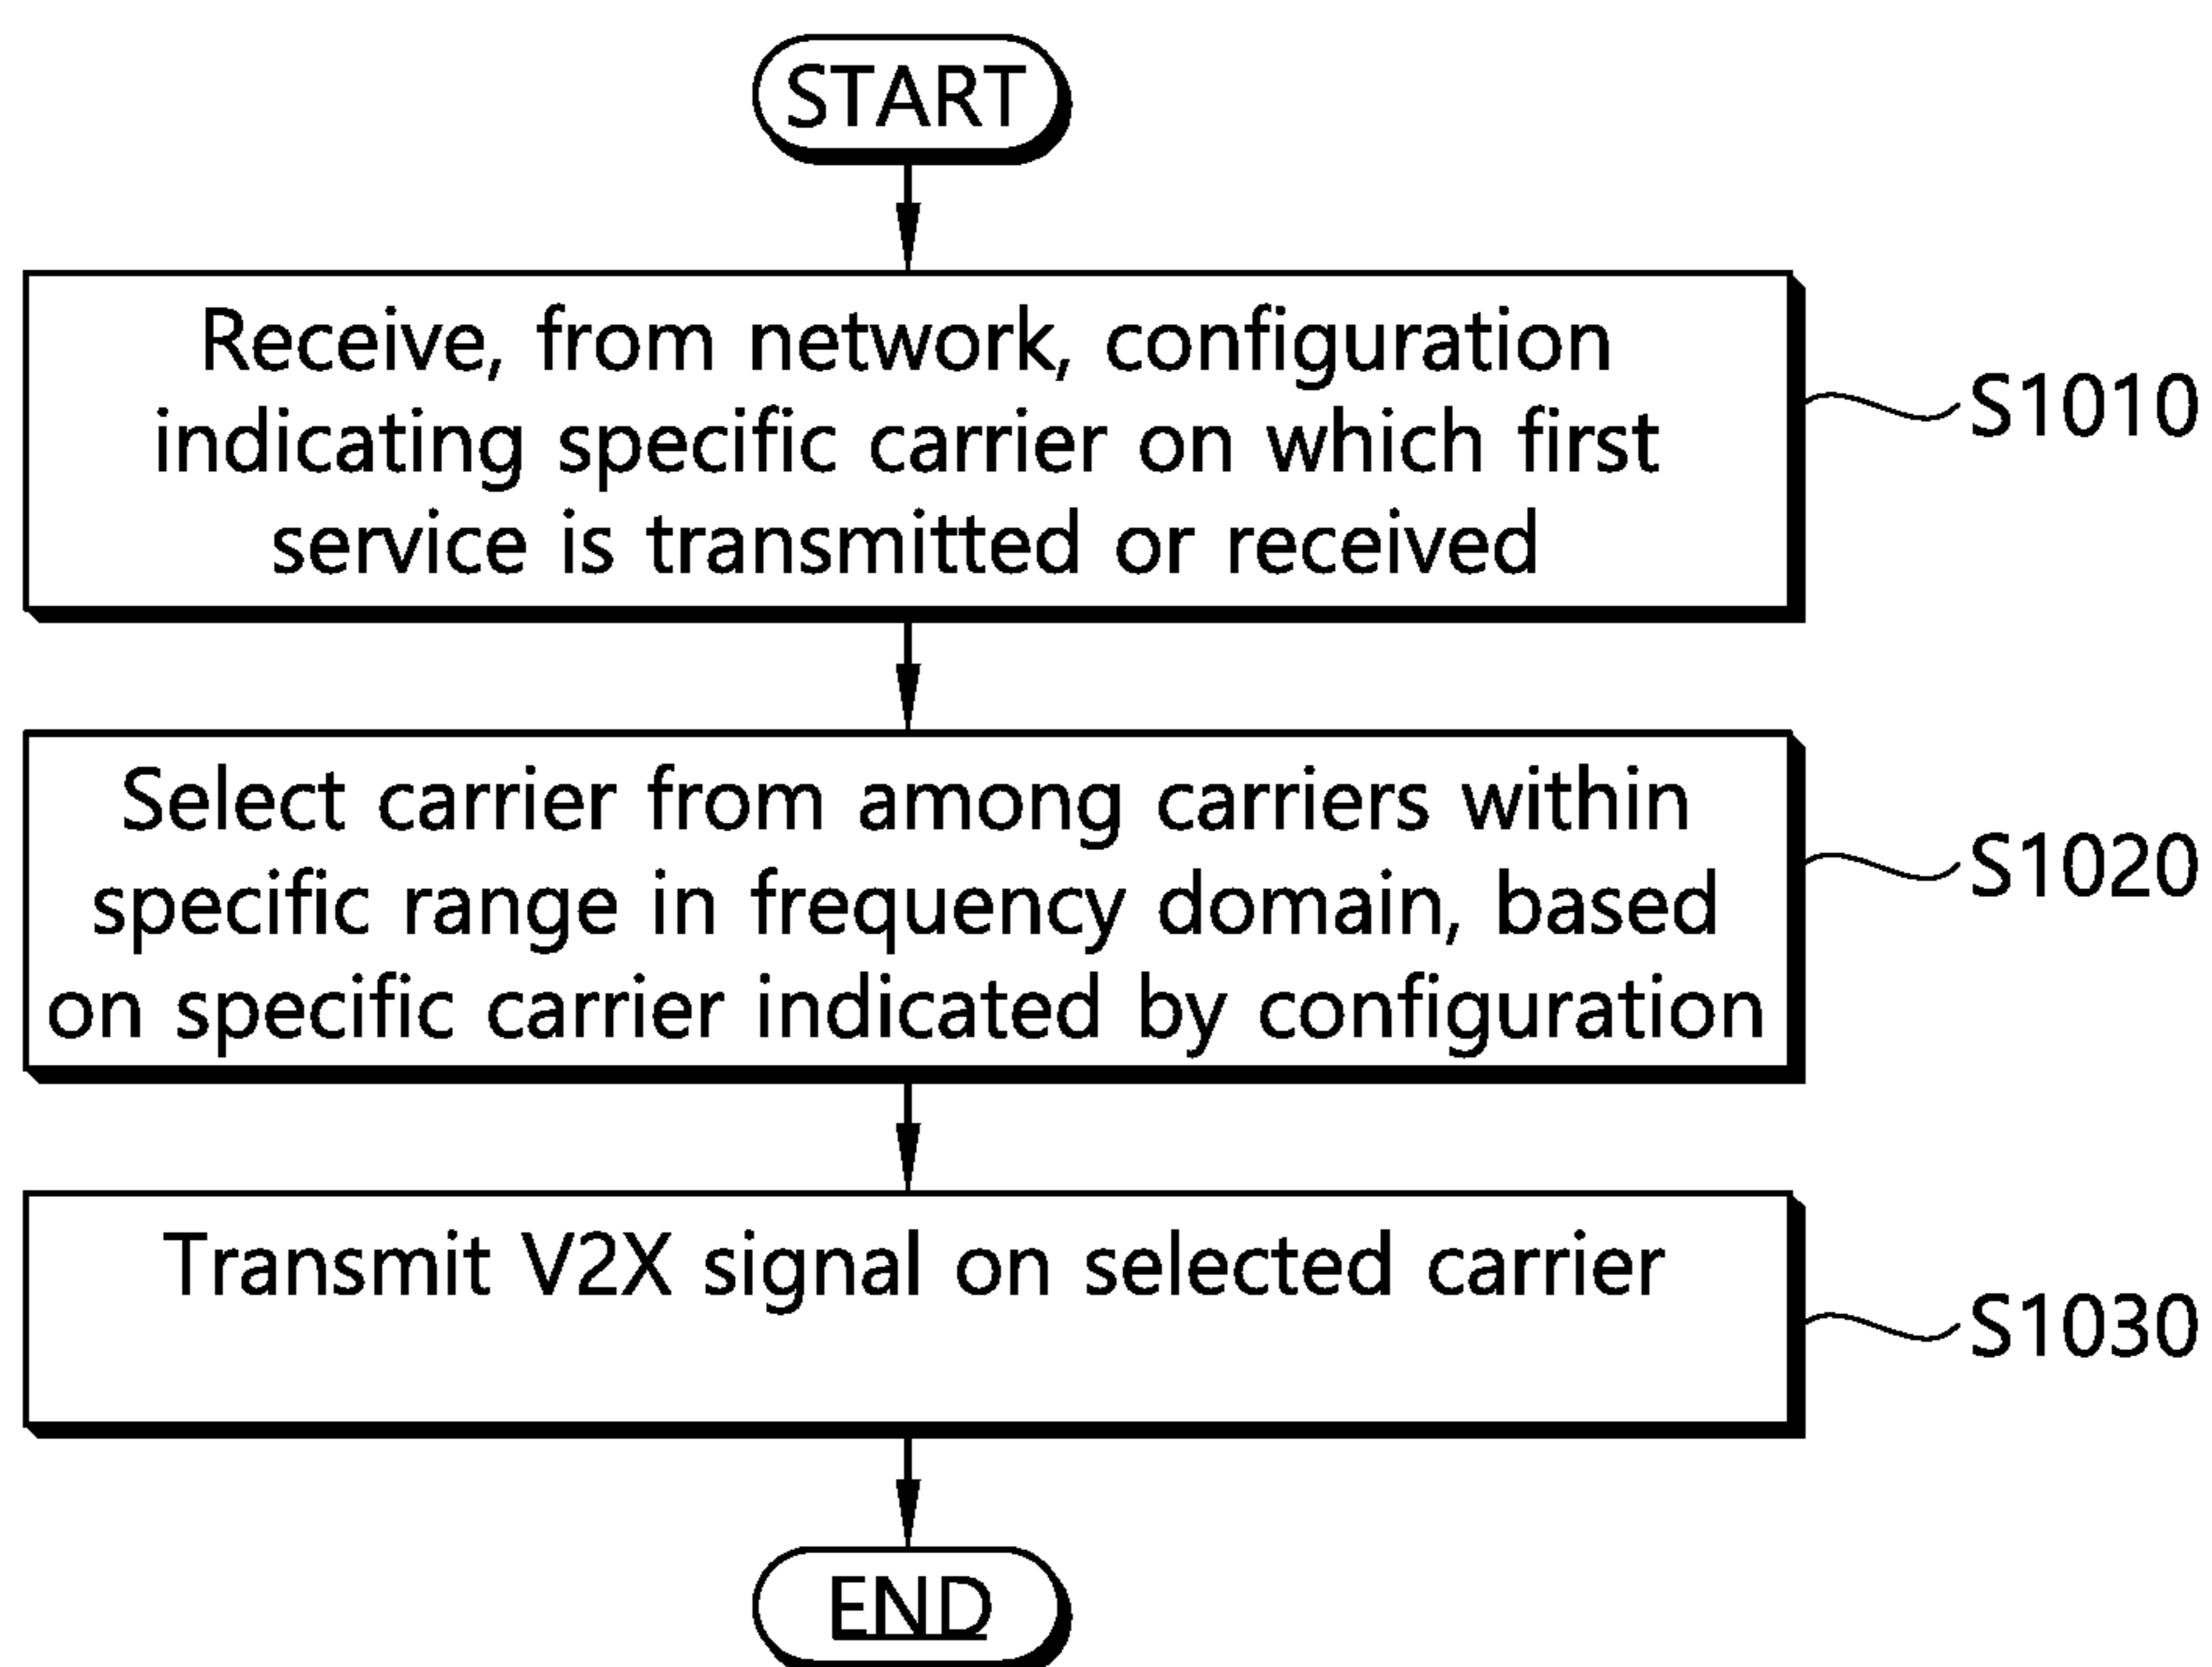 START
Receive, from network, configuration
indicating specific carrier on which first
service is transmitted or received
S1010
Select carrier from among carriers within
specific range in frequency domain, based
on specific carrier indicated by configuration
S1020
Transmit V2X signal on selected carrier
S1030
END